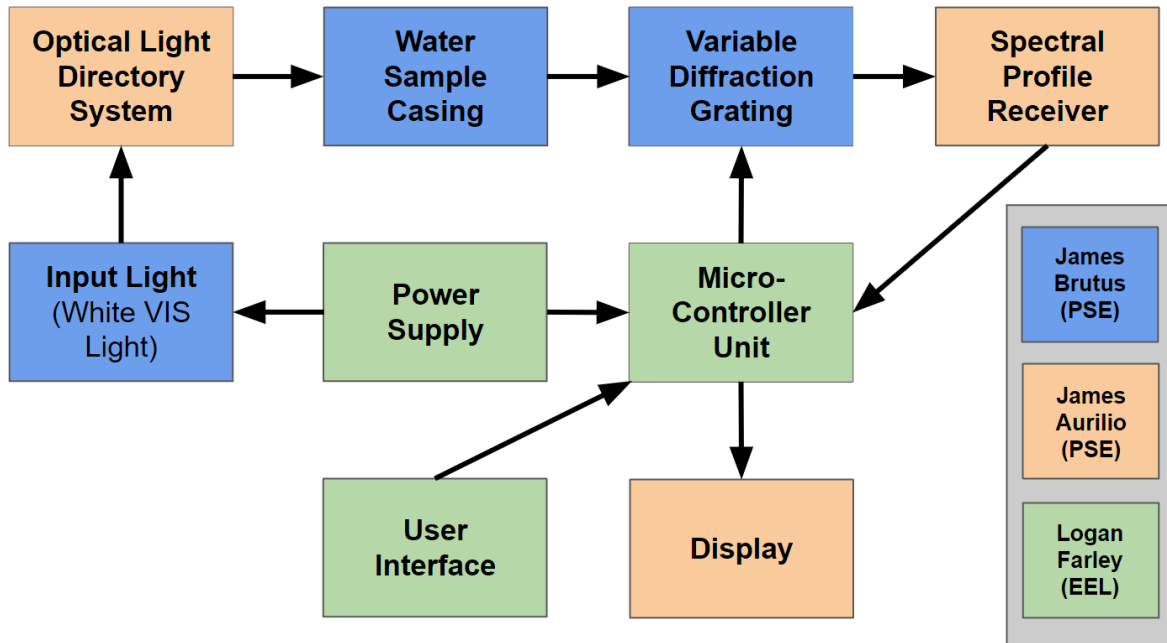 Optical Light
Directory
System
Water
Sample
Casing
Variable
Diffraction
Grating
Spectral
Profile
Receiver
Input Light
(White VIS
Light)
Power
Supply
Micro-
Controller
Unit
User
Interface
Display
James
Brutus
(PSE)
James
Aurilio
(PSE)
Logan
Farley
(EEL)